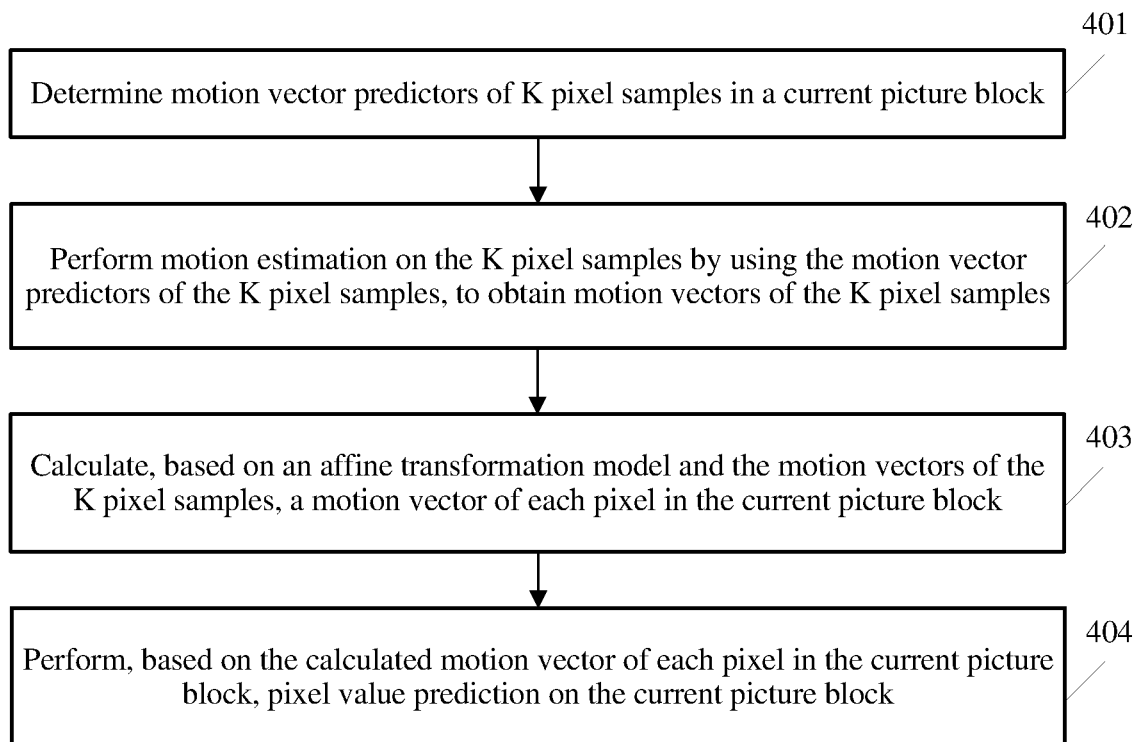 401
Determine motion vector predictors of K pixel samples in a current picture block
402
Perform motion estimation on the K pixel samples by using the motion vector
predictors of the K pixel samples, to obtain motion vectors of the K pixel samples
403
Calculate, based on an affine transformation model and the motion vectors of the
K pixel samples, a motion vector of each pixel in the current picture block
404
Perform, based on the calculated motion vector of each pixel in the current picture
block, pixel value prediction on the current picture block